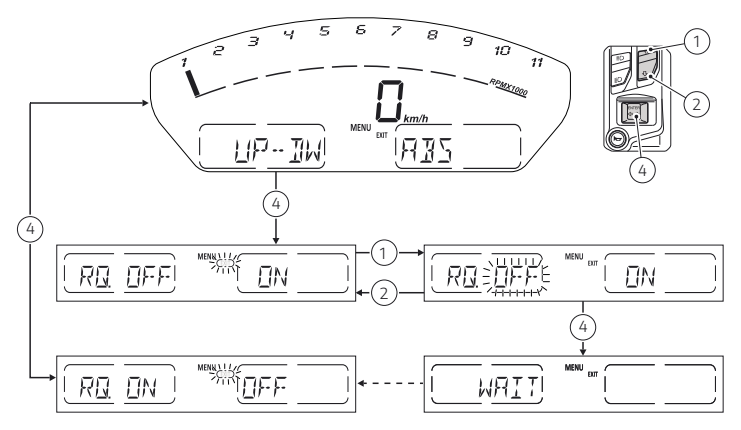 1 2 3 4 5 6 7 8 9 10 11
RPMX1000
0 km/h
MENU
EXIT
UP--DW ABS
ENTER
1
2
4
4
4
RQ. OFF MENU ON
1
2
RQ. OFF MENU EXIT ON
4
RQ. ON MENU OFF
WAIT MENU EXIT